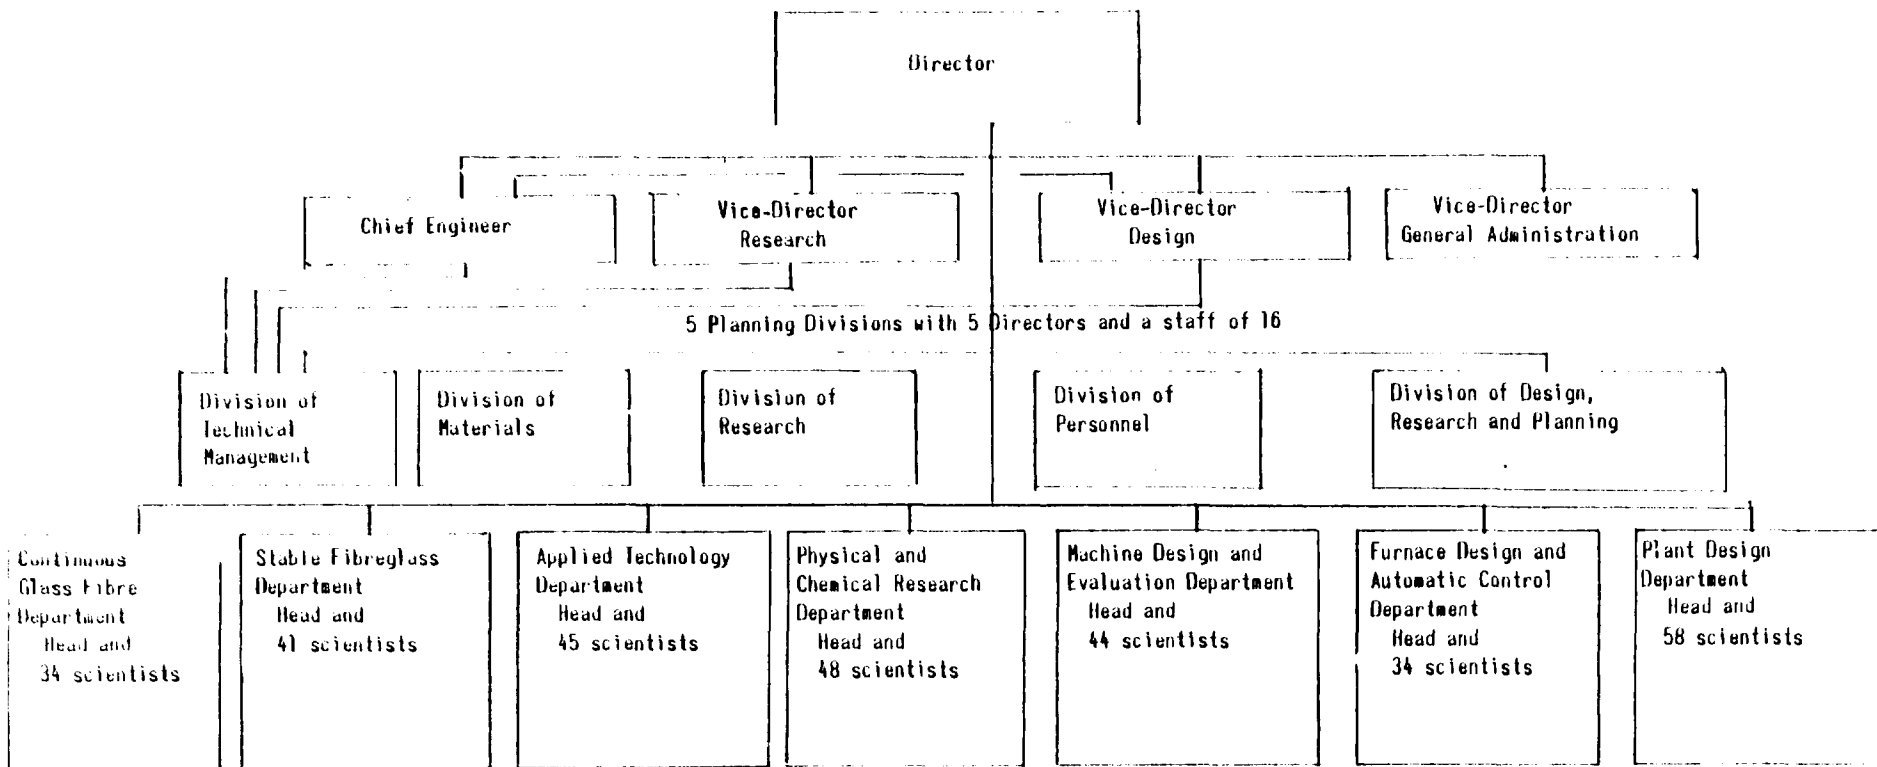 Director
Chief Engineer
Vice-Director
Research
Vice-Director
Design
Vice-Director
General Administration
5 Planning Divisions with 5 Directors and a staff of 16
Division of
Technical
Management
Division of
Materials
Division of
Research
Division of
Personnel
Division of Design,
Research and Planning
Continuous
Glass Fibre
Department
Head and
34 scientists
Stable Fibreglass
Department
Head and
41 scientists
Applied Technology
Department
Head and
45 scientists
Physical and
Chemical Research
Department
Head and
48 scientists
Machine Design and
Evaluation Department
Head and
44 scientists
Furnace Design and
Automatic Control
Department
Head and
34 scientists
Plant Design
Department
Head and
58 scientists